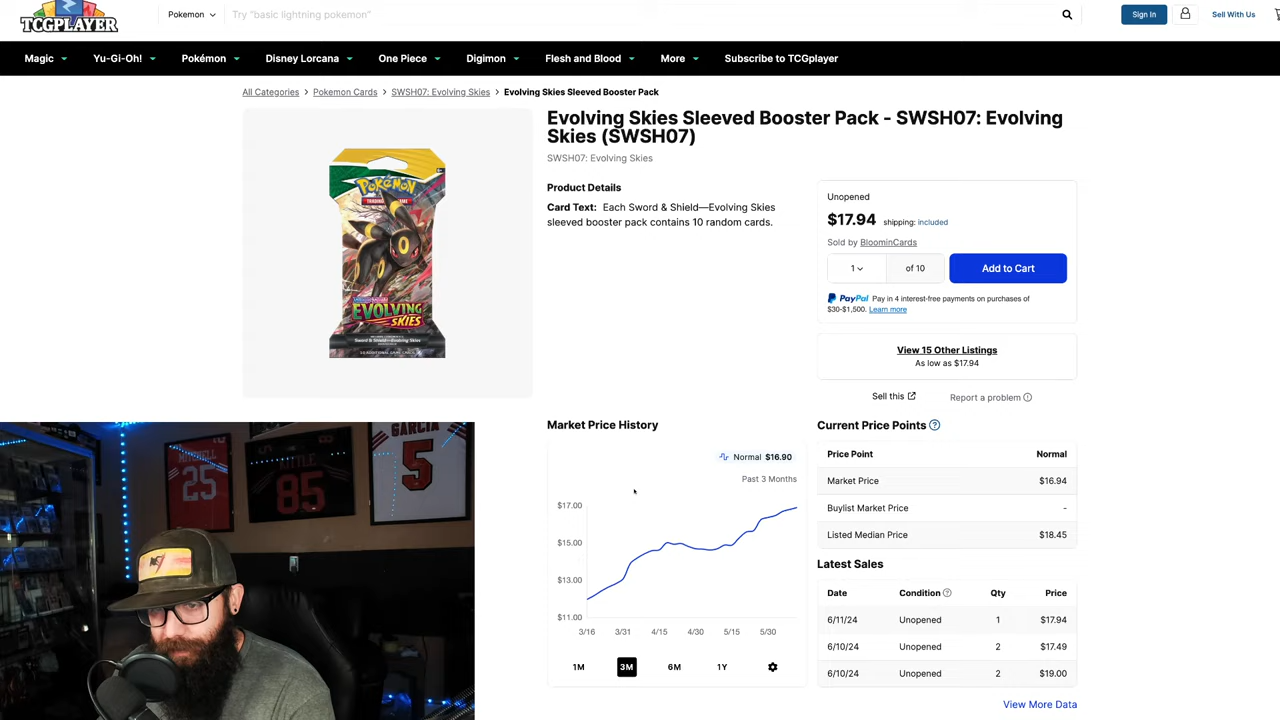 TCGPLAYER
Pokemon
Try "basic lightning pokemon"
Sign In
Sell With Us
Magic
Yu-Gi-Oh!
Pokémon
Disney Lorcana
One Piece
Digimon
Flesh and Blood
More
Subscribe to TCGplayer
All Categories > Pokemon Cards > SWSH07: Evolving Skies > Evolving Skies Sleeved Booster Pack
Evolving Skies Sleeved Booster Pack - SWSH07: Evolving
Skies (SWSH07)
SWSH07: Evolving Skies
Product Details
Card Text: Each Sword & Shield—Evolving Skies
sleeved booster pack contains 10 random cards.
Pokémon
EVOLVING
SKIES
Sword & Shield—Evolving Skies
Unopened
$17.94 shipping: included
Sold by BloominCards
1
of 10
Add to Cart
PayPal Pay in 4 interest-free payments on purchases of
$30-$1,500. Learn more
View 15 Other Listings
As low as $17.94
Sell this
Report a problem
Market Price History
Normal $16.90
Past 3 Months
$17.00
$15.00
$13.00
$11.00
3/16
3/31
4/15
4/30
5/15
5/30
1M
3M
6M
1Y
Current Price Points
Price Point Normal
Market Price $16.94
Buylist Market Price -
Listed Median Price $18.45
Latest Sales
Date Condition Qty Price
6/11/24 Unopened 1 $17.94
6/10/24 Unopened 2 $17.49
6/10/24 Unopened 2 $19.00
View More Data
MITCHELL
25
KITTLE
85
GARCIA
5